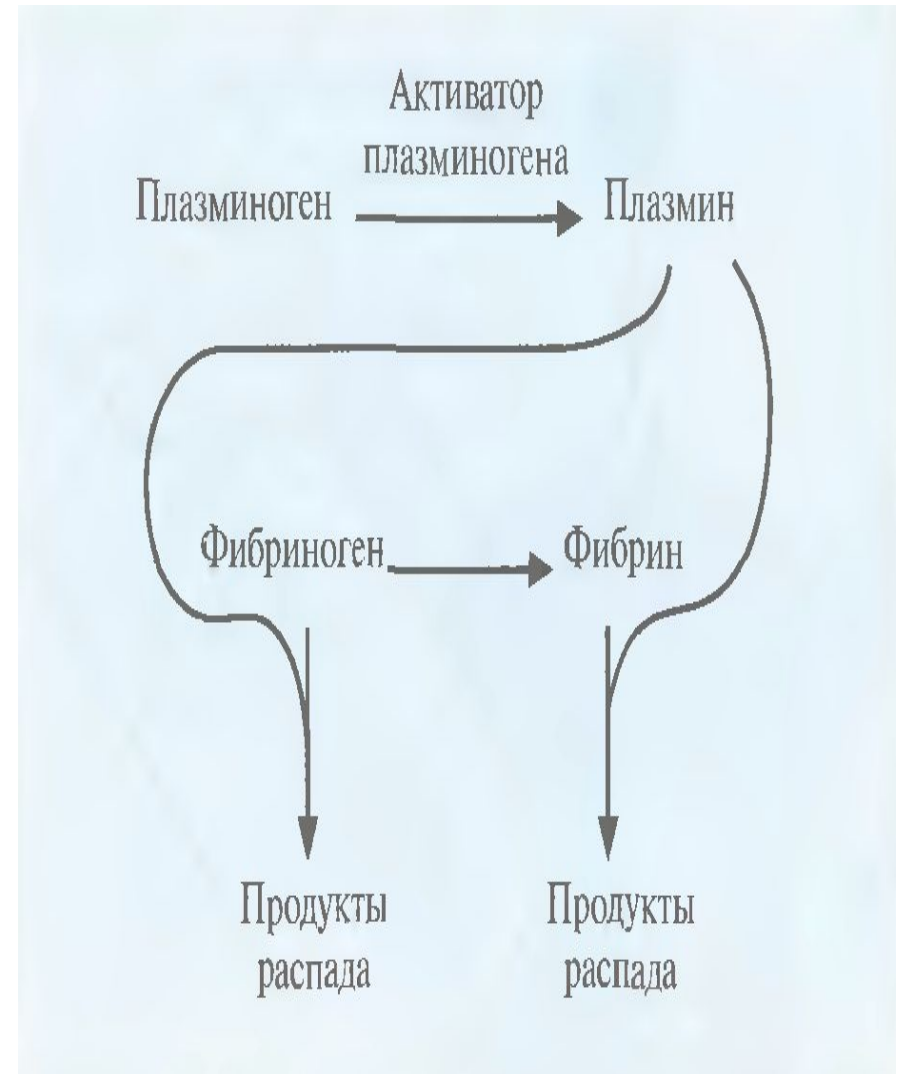 Активатор
плазминогена
Плазминоген
Плазмин
Фибриноген
Фибрин
Продукты
распада
Продукты
распада